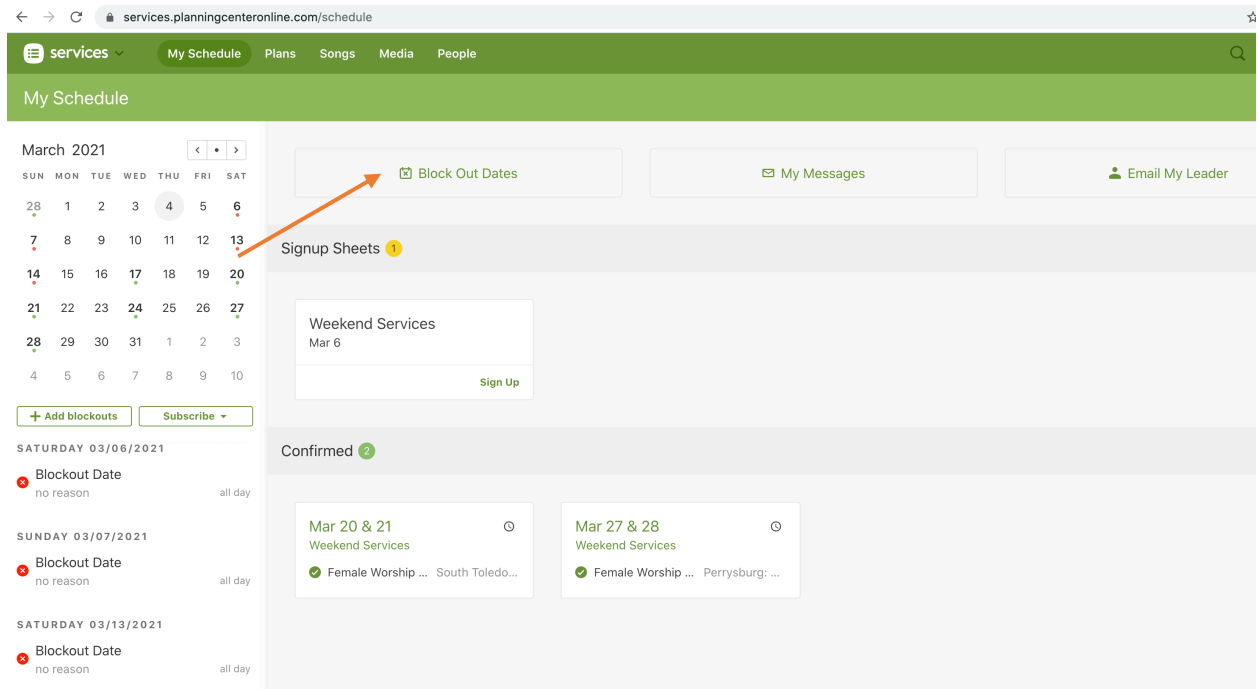 services.planningcenteronline.com/schedule
services My Schedule Plans Songs Media People
My Schedule
March 2021
SUN MON TUE WED THU FRI SAT
28 1 2 3 4 5 6
7 8 9 10 11 12 13
14 15 16 17 18 19 20
21 22 23 24 25 26 27
28 29 30 31 1 2 3
4 5 6 7 8 9 10
Add blockouts Subscribe
SATURDAY 03/06/2021
Blockout Date
no reason all day
SUNDAY 03/07/2021
Blockout Date
no reason all day
SATURDAY 03/13/2021
Blockout Date
no reason all day
Block Out Dates My Messages Email My Leader
Signup Sheets 1
Weekend Services
Mar 6
Sign Up
Confirmed 2
Mar 20 & 21
Weekend Services
Female Worship ... South Toledo...
Mar 27 & 28
Weekend Services
Female Worship ... Perrysburg: ...